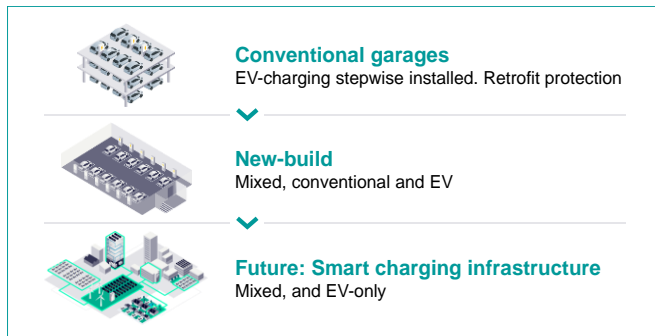 Conventional garages
EV-charging stepwise installed. Retrofit protection
New-build
Mixed, conventional and EV
Future: Smart charging infrastructure
Mixed, and EV-only